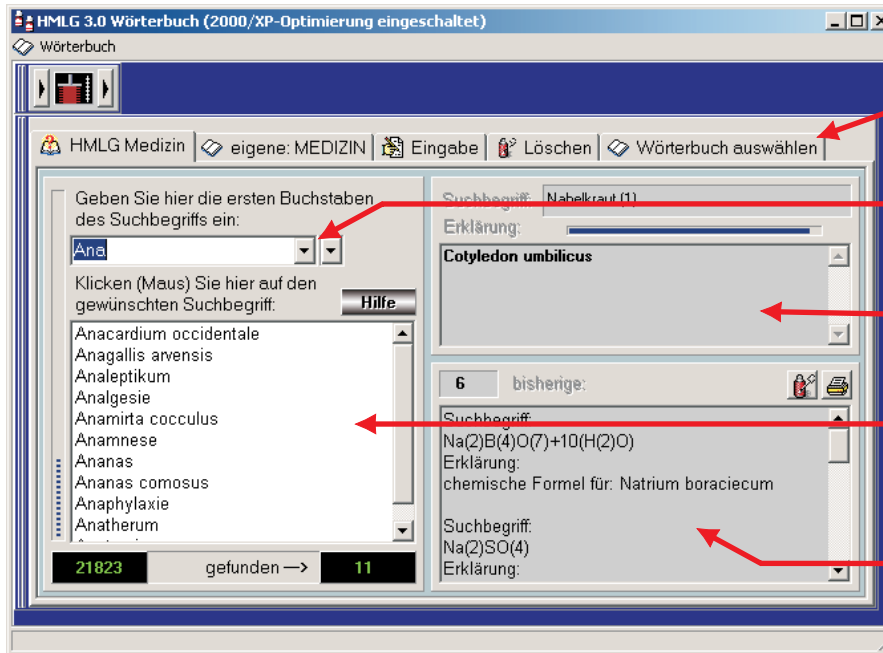 HMLG 3.0 Wörterbuch (2000/XP-Optimierung eingeschaltet)
Wörterbuch
HMLG Medizin
eigene: MEDIZIN
Eingabe
Löschen
Wörterbuch auswählen
Geben Sie hier die ersten Buchstaben
des Suchbegriffs ein:
Ana
Klicken (Maus) Sie hier auf den
gewünschten Suchbegriff:
Hilfe
Anacardium occidentale
Anagallis arvensis
Analeptikum
Analgesie
Anamirta cocculus
Anamnese
Ananas
Ananas comosus
Anaphylaxie
Anatherum
21823
gefunden —>
11
Suchbegriff:
Nabelkraut (1)
Erklärung:
Cotyledon umbilicus
6
bisherige:
Suchbegriff:
Na(2)B(4)O(7)+10(H(2)O)
Erklärung:
chemische Formel für: Natrium boraciecum
Suchbegriff:
Na(2)SO(4)
Erklärung: